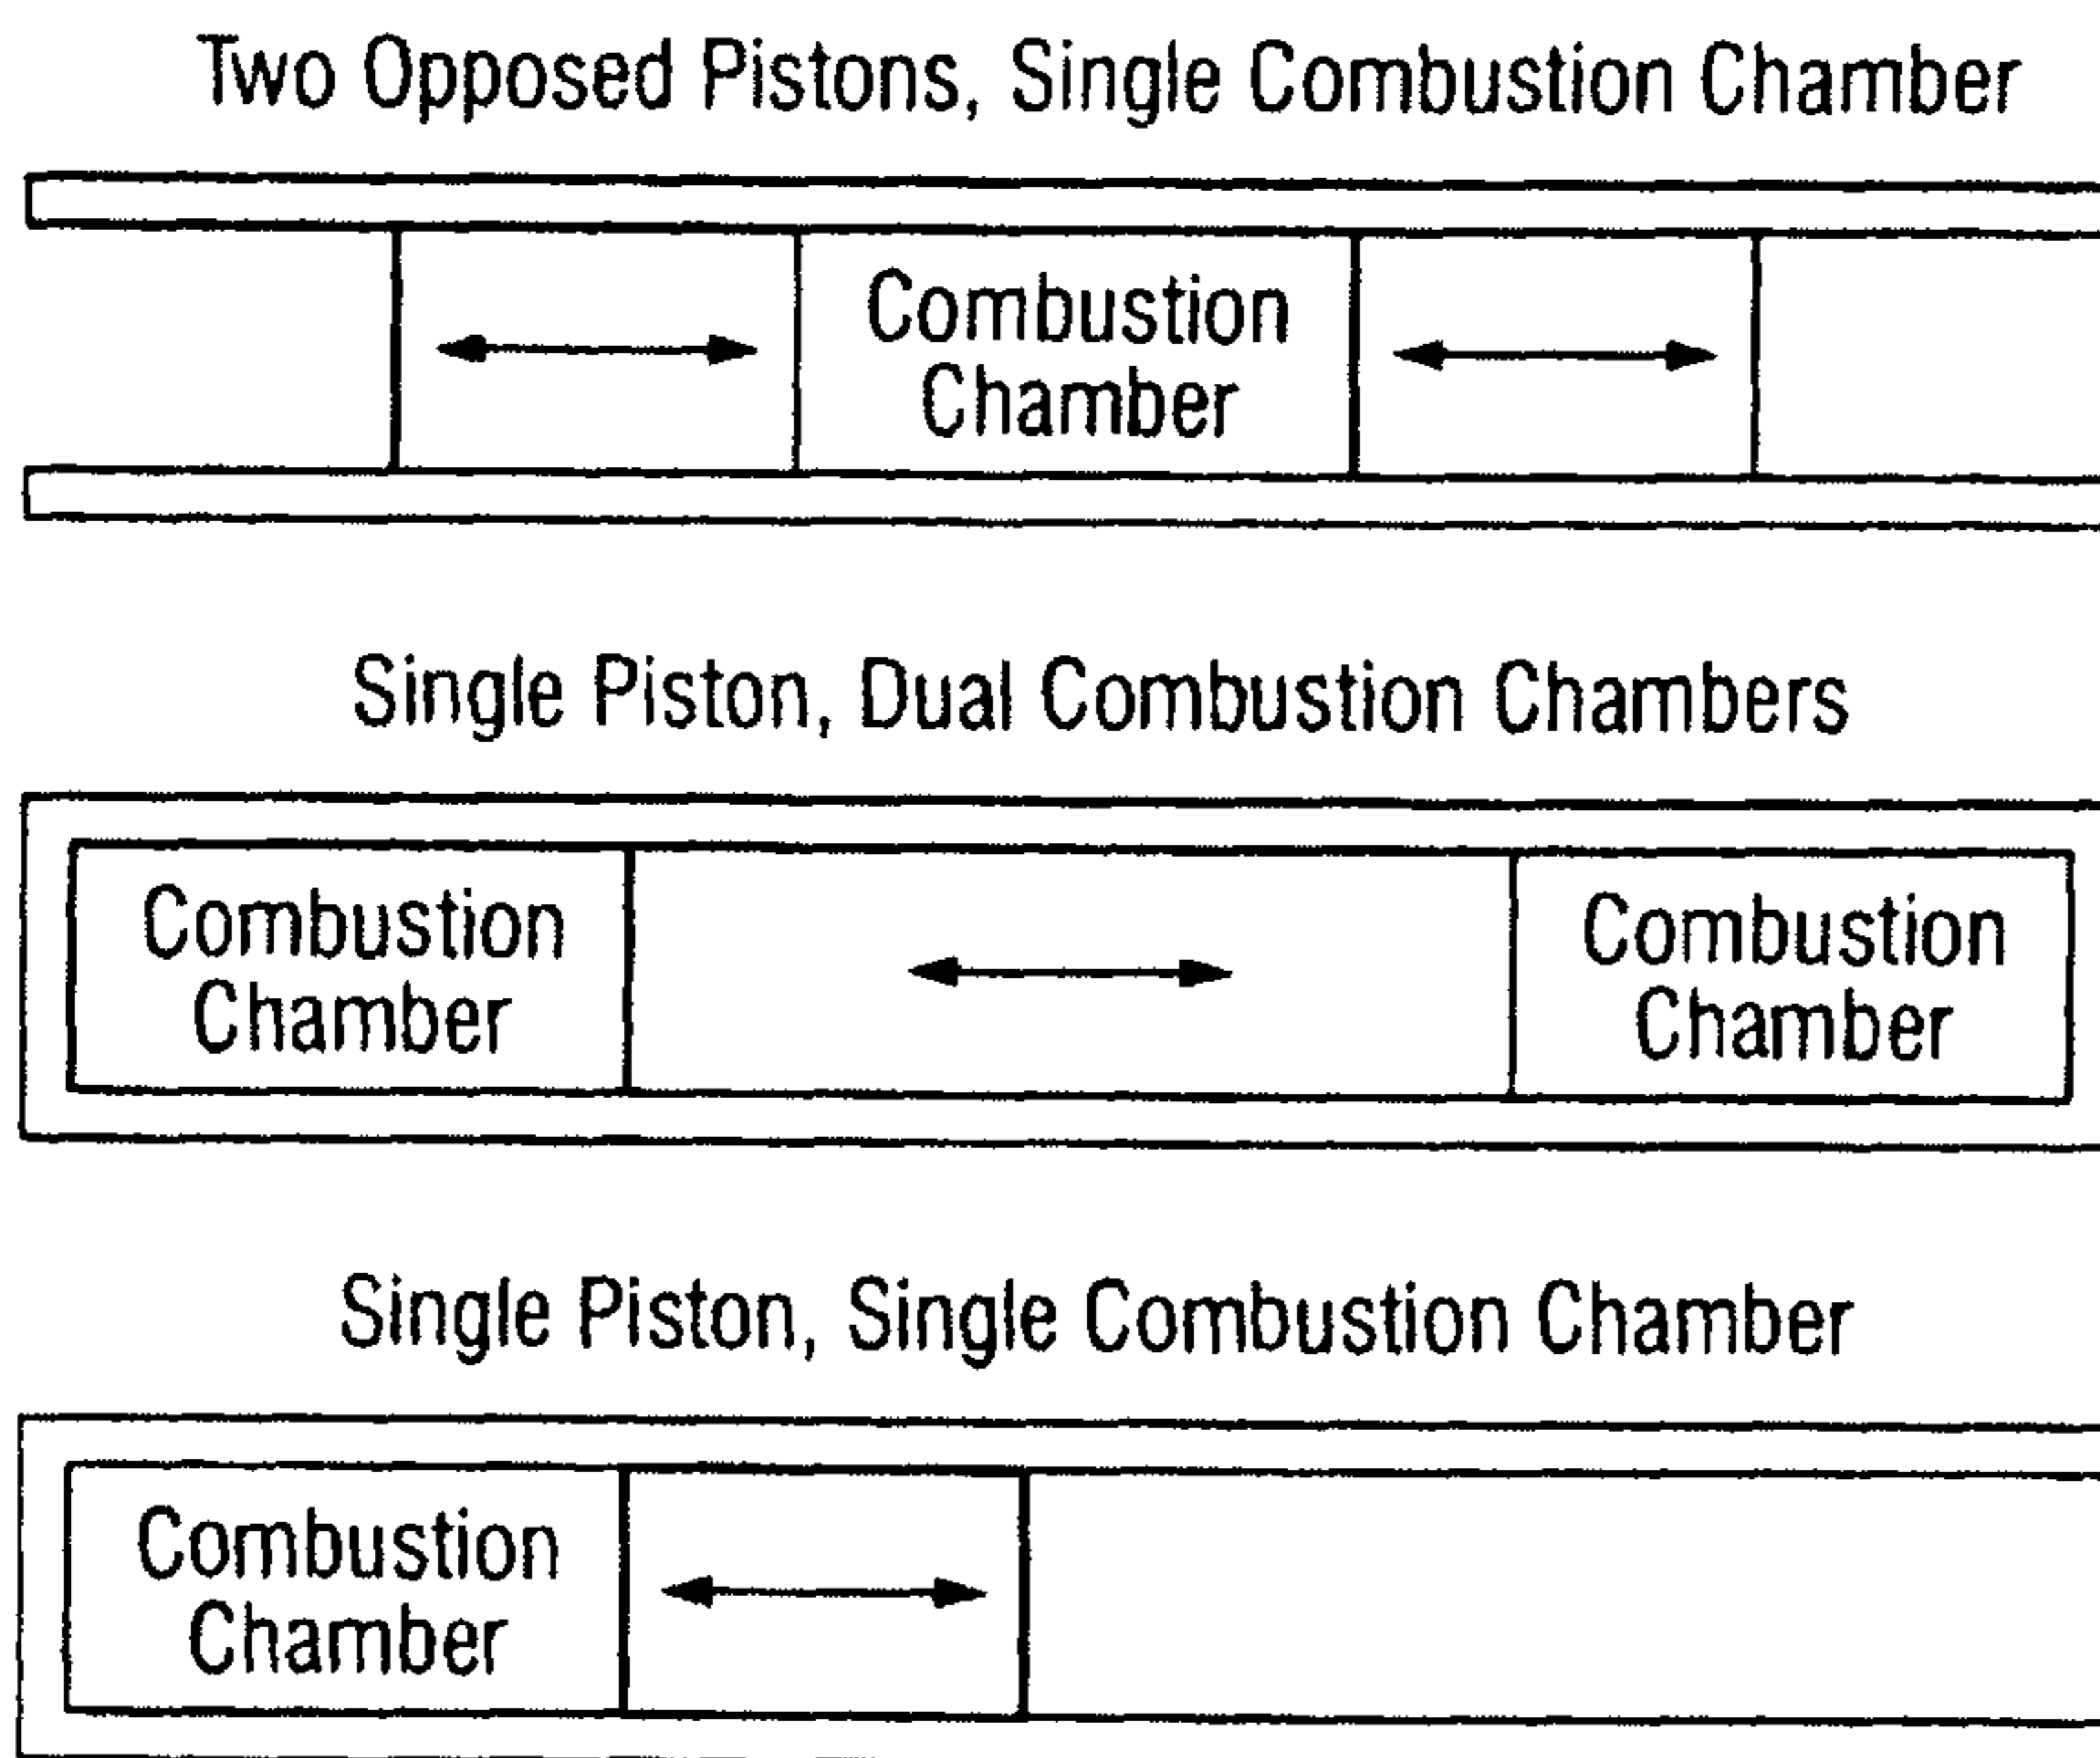 Two Opposed Pistons, Single Combustion Chamber
Combustion
Chamber
Single Piston, Dual Combustion Chambers
Combustion
Chamber
Combustion
Chamber
Single Piston, Single Combustion Chamber
Combustion
Chamber